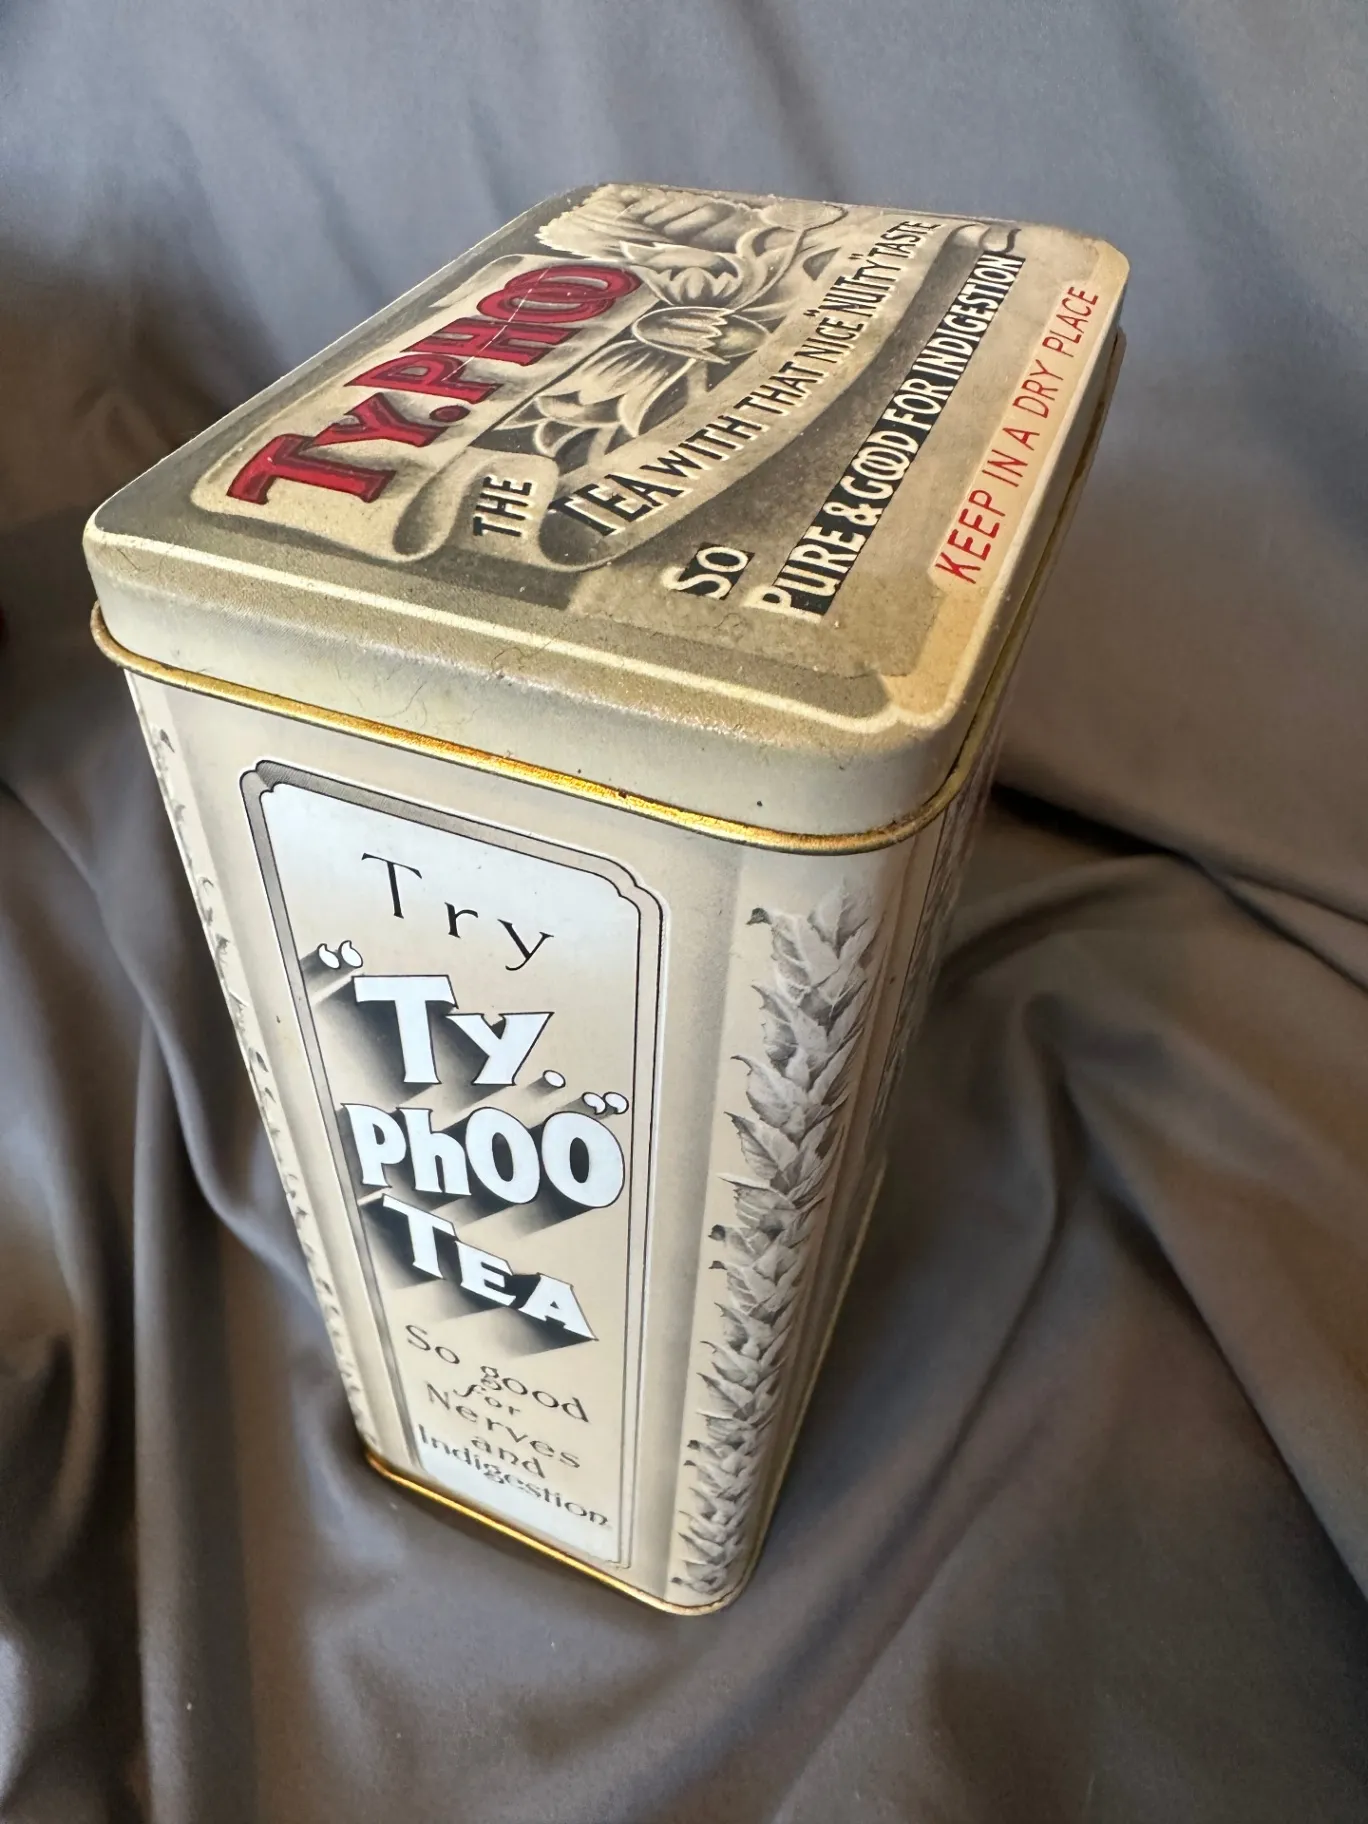 TY.PHOO
THE
TEA WITH THAT NICE "NUTTY" TASTE
SO
PURE & GOOD FOR INDIGESTION
KEEP IN A DRY PLACE
Try
“Ty.
PhOO”
TEA
So good
for
Nerves
and
Indigestion